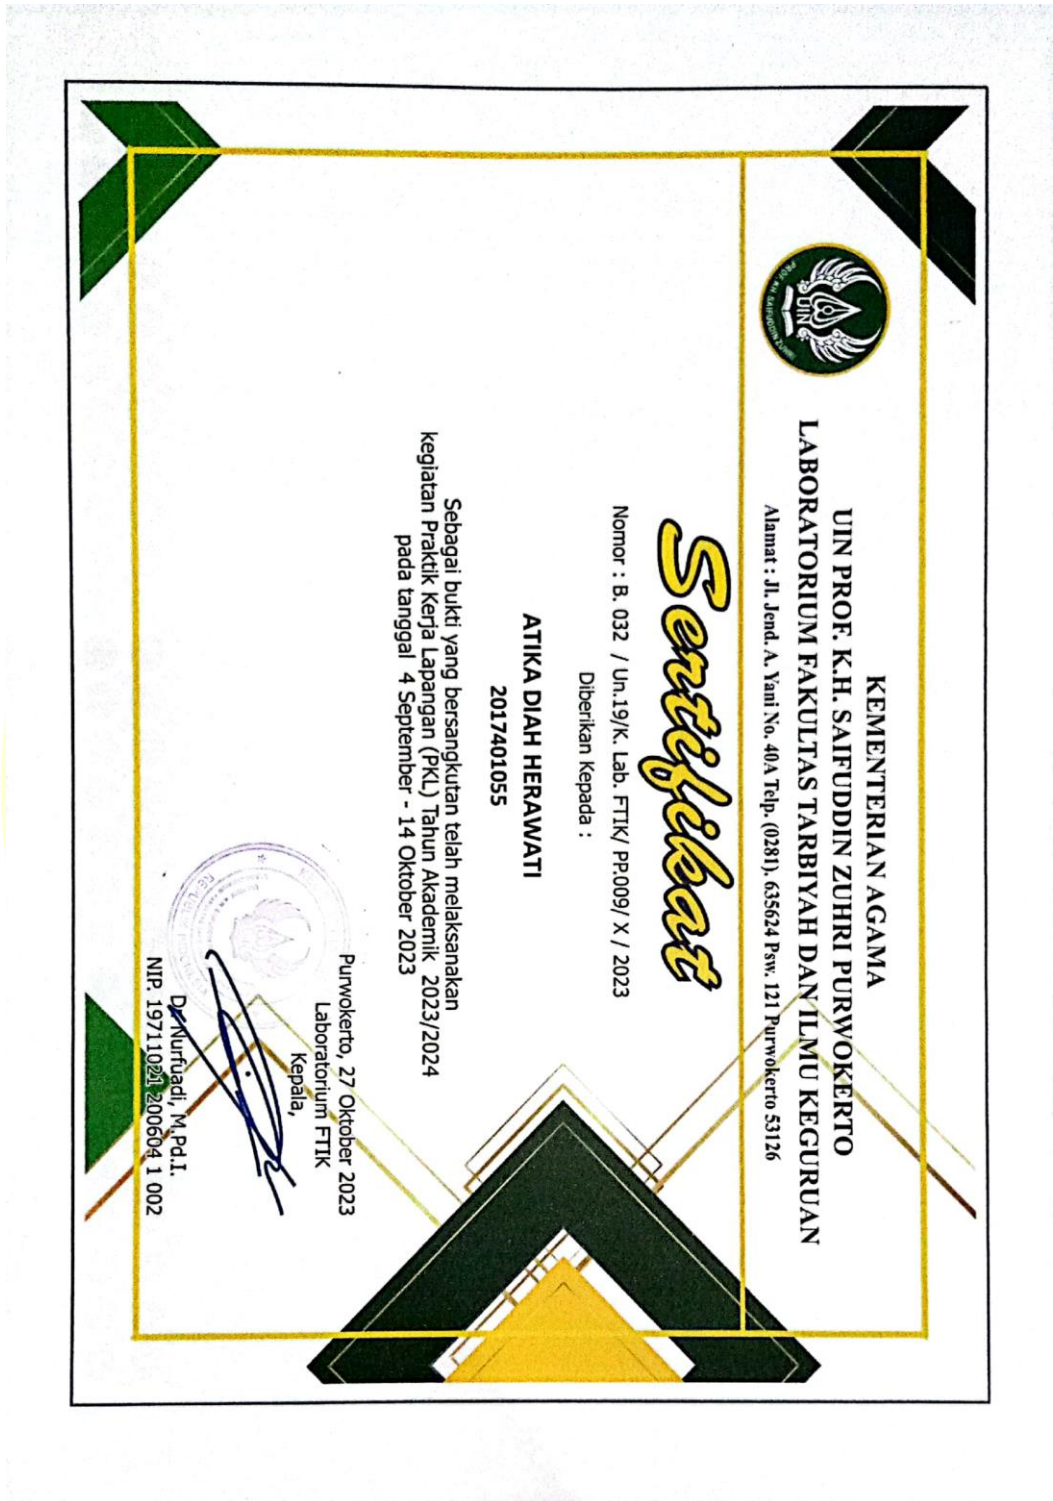 KEMENTERIAN AGAMA
UIN PROF. K.H. SAIFUDDIN ZUHRI PURWOKERTO
LABORATORIUM FAKULTAS TARBIYAH DAN ILMU KEGURUAN
Alamat : Jl. Jend. A. Yani No. 40A Telp. (0281). 635624 Psw. 121 Purwokerto 53126
UIN
PROF. K.H. SAIFUDDIN ZUHRI
Sertifikat
Nomor : B. 032 / Un.19/K. Lab. FTIK/ PP.009/ X / 2023
Diberikan Kepada :
ATIKA DIAH HERAWATI
2017401055
Sebagai bukti yang bersangkutan telah melaksanakan
kegiatan Praktik Kerja Lapangan (PKL) Tahun Akademik 2023/2024
pada tanggal 4 September - 14 Oktober 2023
Purwokerto, 27 Oktober 2023
Laboratorium FTIK
Kepala,
Dr. Nurfuadi, M.Pd.I.
NIP. 19711021 200604 1 002